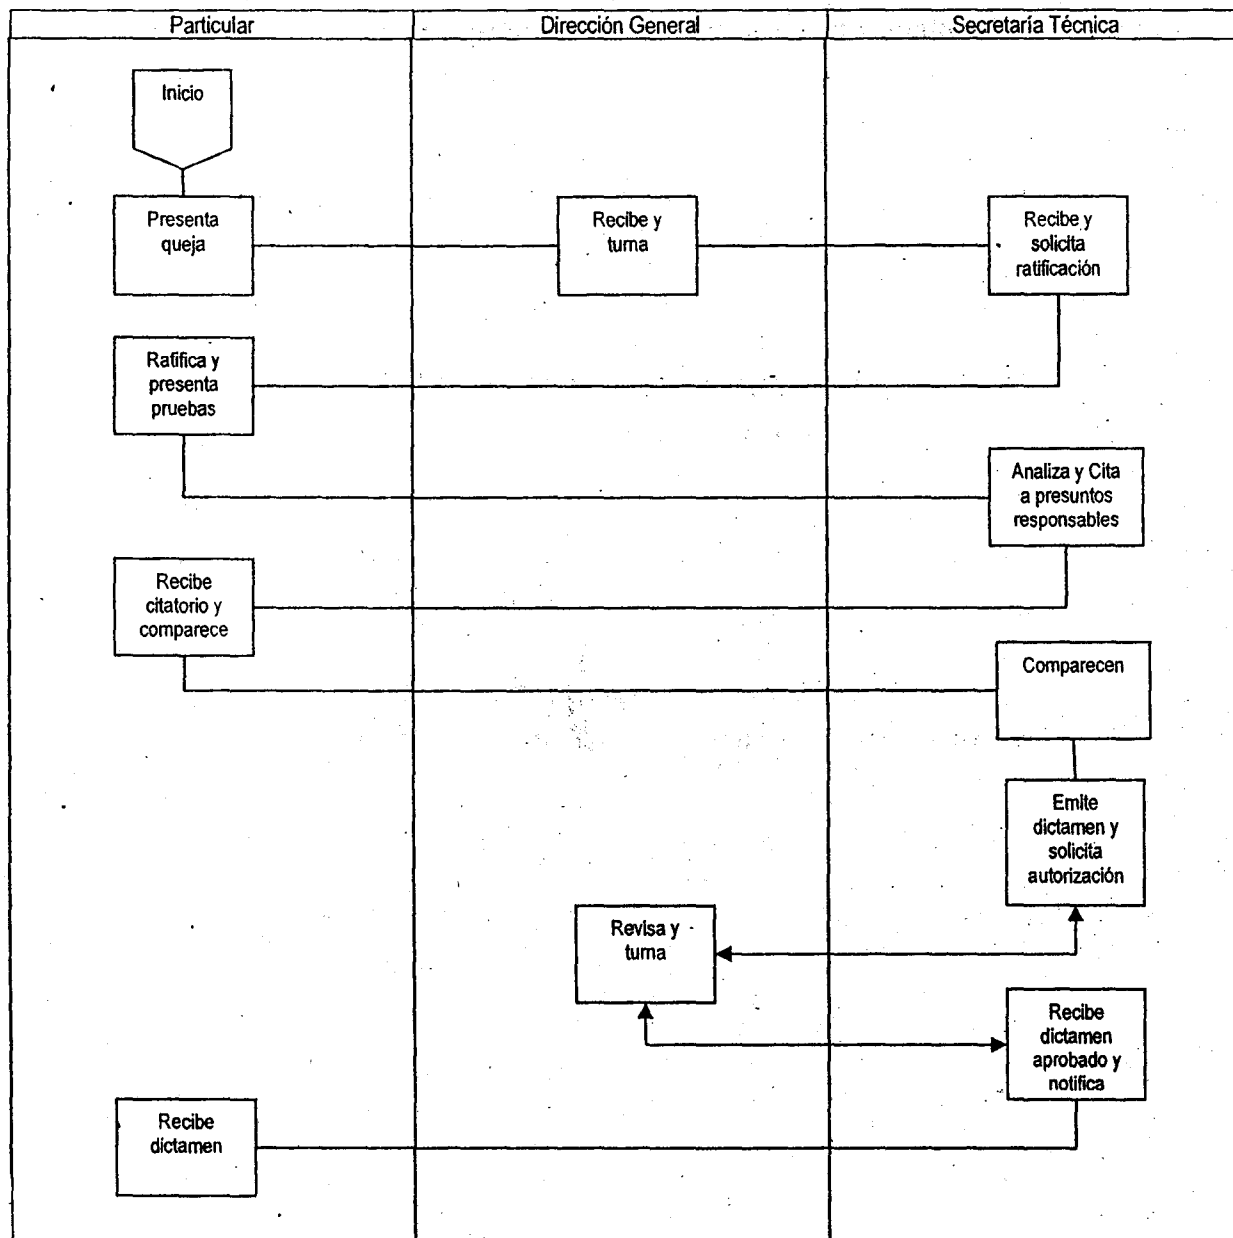 Particular
Dirección General
Secretaría Técnica
Inicio
Presenta
queja
Recibe y
turna
Recibe y
solicita
ratificación
Ratifica y
presenta
pruebas
Analiza y Cita
a presuntos
responsables
Recibe
citatorio y
comparece
Comparecen
Emite
dictamen y
solicita
autorización
Revisa y
turna
Recibe
dictamen
aprobado y
notifica
Recibe
dictamen